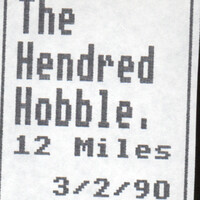 The
Hendred
Hobble.
12 Miles
3/2/90